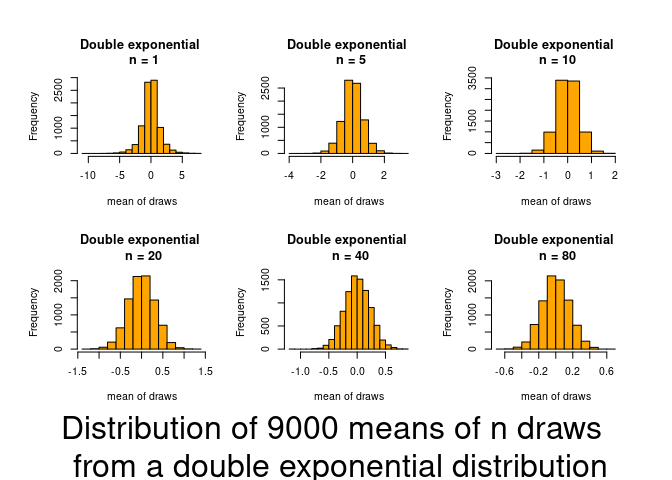 Double exponential
n = 1
Frequency
0 1000 2500
-10 -5 0 5
mean of draws
Double exponential
n = 5
Frequency
0 1000 2500
-4 -2 0 2
mean of draws
Double exponential
n = 10
Frequency
0 1500 3500
-3 -2 -1 0 1 2
mean of draws
Double exponential
n = 20
Frequency
0 1000 2000
-1.5 -0.5 0.5 1.5
mean of draws
Double exponential
n = 40
Frequency
0 500 1500
-1.0 0.0 0.5
mean of draws
Double exponential
n = 80
Frequency
0 1000 2000
-0.6 -0.2 0.2 0.6
mean of draws
Distribution of 9000 means of n draws
from a double exponential distribution